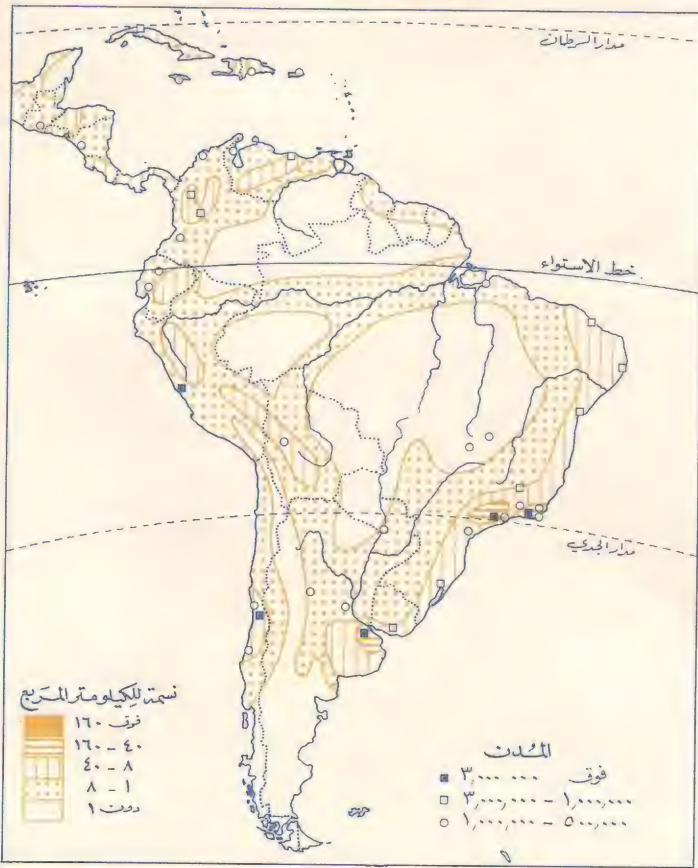 مدار السرطان
خط الاستواء
مدار الجدي
نسمة للكيلومتر المربع
فوق ١٦٠
٤٠ - ١٦٠
٨ - ٤٠
١ - ٨
دون ١
المدن
فوق ٣,٠٠٠,٠٠٠
١,٠٠٠,٠٠٠ - ٣,٠٠٠,٠٠٠
٥٠٠,٠٠٠ - ١,٠٠٠,٠٠٠